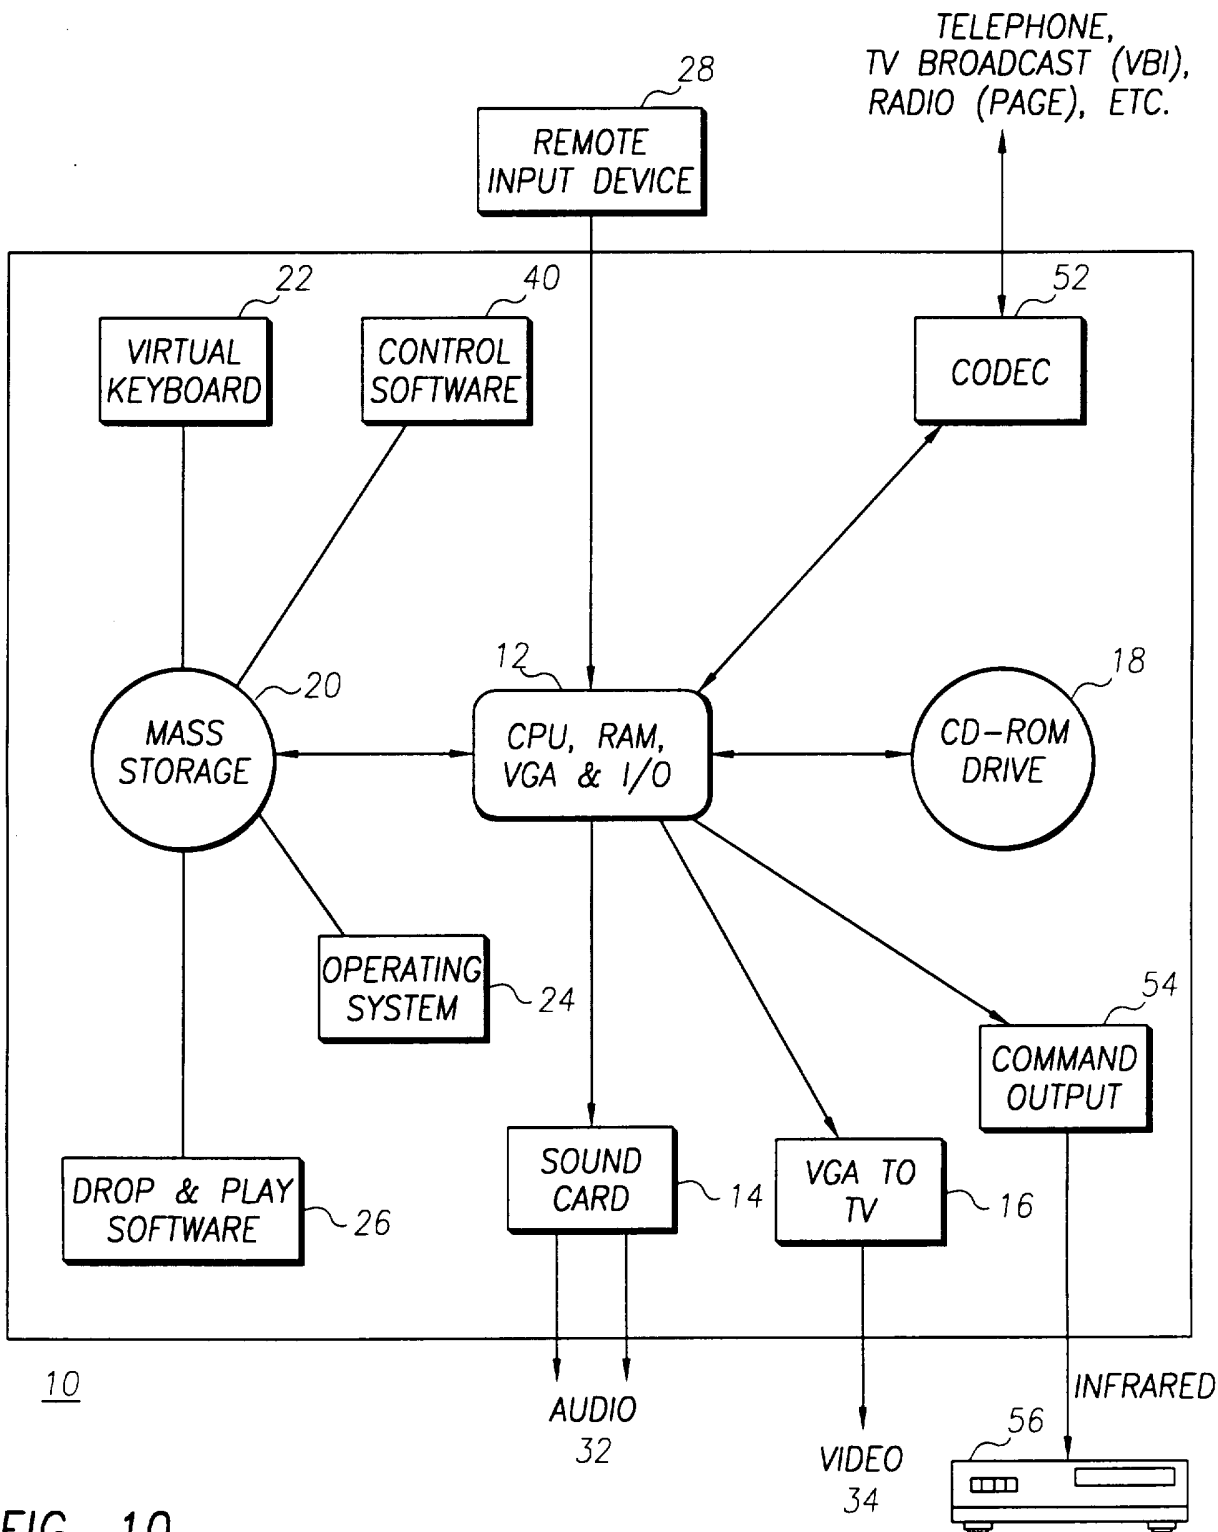 TELEPHONE,
TV BROADCAST (VBI),
RADIO (PAGE), ETC.
28
REMOTE
INPUT DEVICE
22
40
52
VIRTUAL
KEYBOARD
CONTROL
SOFTWARE
CODEC
12
18
20
MASS
STORAGE
CPU, RAM,
VGA & I/O
CD-ROM
DRIVE
OPERATING
SYSTEM
24
54
COMMAND
OUTPUT
DROP & PLAY
SOFTWARE
26
SOUND
CARD
14
VGA TO
TV
16
10
AUDIO
32
INFRARED
VIDEO
34
56
FIG. 10